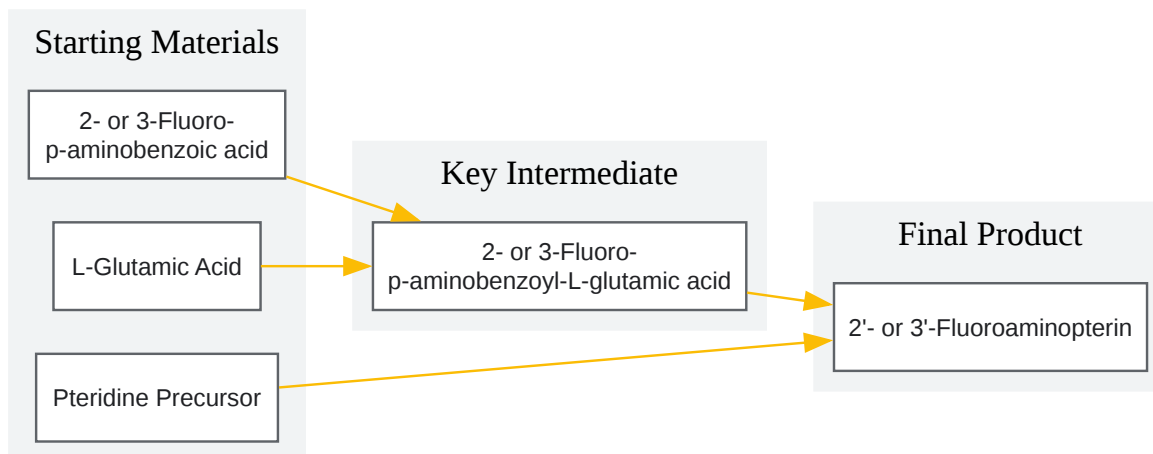 Starting Materials
2- or 3-Fluoro-
p-aminobenzoic acid
L-Glutamic Acid
Pteridine Precursor
Key Intermediate
2- or 3-Fluoro-
p-aminobenzoyl-L-glutamic acid
Final Product
2'- or 3'-Fluoroaminopterin